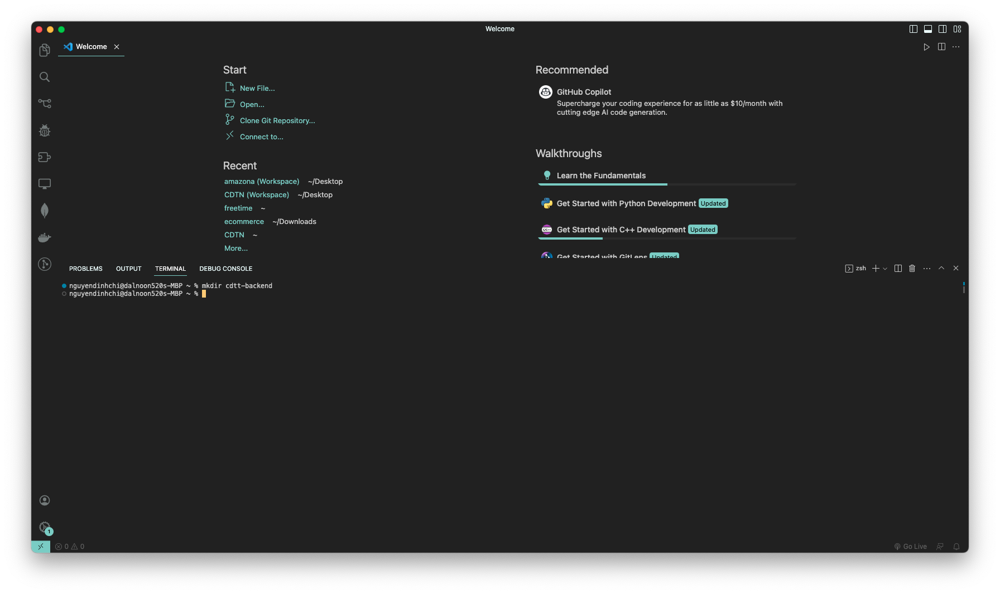 Welcome
Welcome
Start
New File...
Open...
Clone Git Repository...
Connect to...
Recent
amazona (Workspace) ~/Desktop
CDTN (Workspace) ~/Desktop
freetime ~
ecommerce ~/Downloads
CDTN ~
More...
Recommended
GitHub Copilot
Supercharge your coding experience for as little as $10/month with
cutting edge AI code generation.
Walkthroughs
Learn the Fundamentals
Get Started with Python Development Updated
C/C++ Get Started with C++ Development Updated
Get Started with GitLens Updated
PROBLEMS OUTPUT TERMINAL DEBUG CONSOLE
zsh
nguyendinhchi@dalnoon520s-MBP ~ % mkdir cdtt-backend
nguyendinhchi@dalnoon520s-MBP ~ %
1
0 0
Go Live